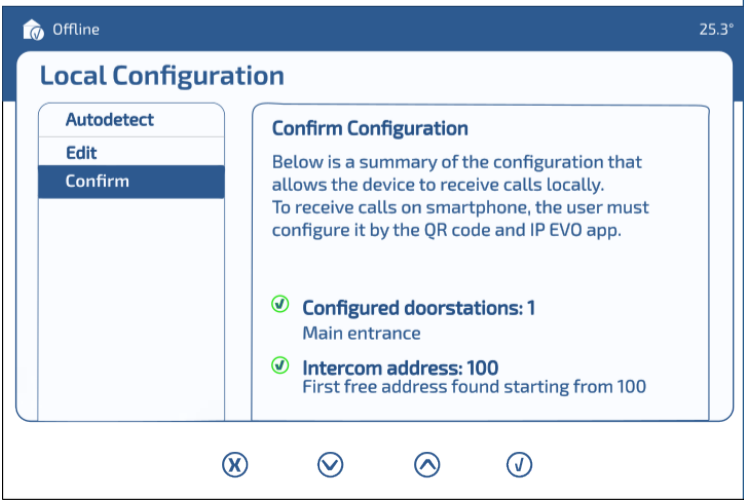 Offline
25.3°
Local Configuration
Autodetect
Edit
Confirm
Confirm Configuration
Below is a summary of the configuration that
allows the device to receive calls locally.
To receive calls on smartphone, the user must
configure it by the QR code and IP EVO app.
Configured doorstations: 1
Main entrance
Intercom address: 100
First free address found starting from 100